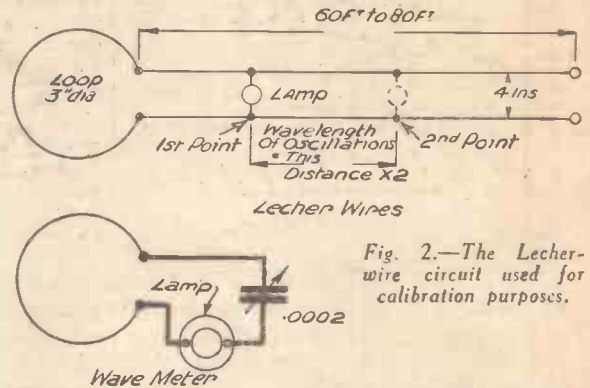 60FT TO 80FT
LOOP
3"dia
LAMP
4 ins
1st Point
Wavelength
Of Oscillations
= This
Distance X2
2nd Point
Lecher Wires
Lamp
.0002
Wave Meter
Fig. 2.—The Lecher-
wire circuit used for
calibration purposes.